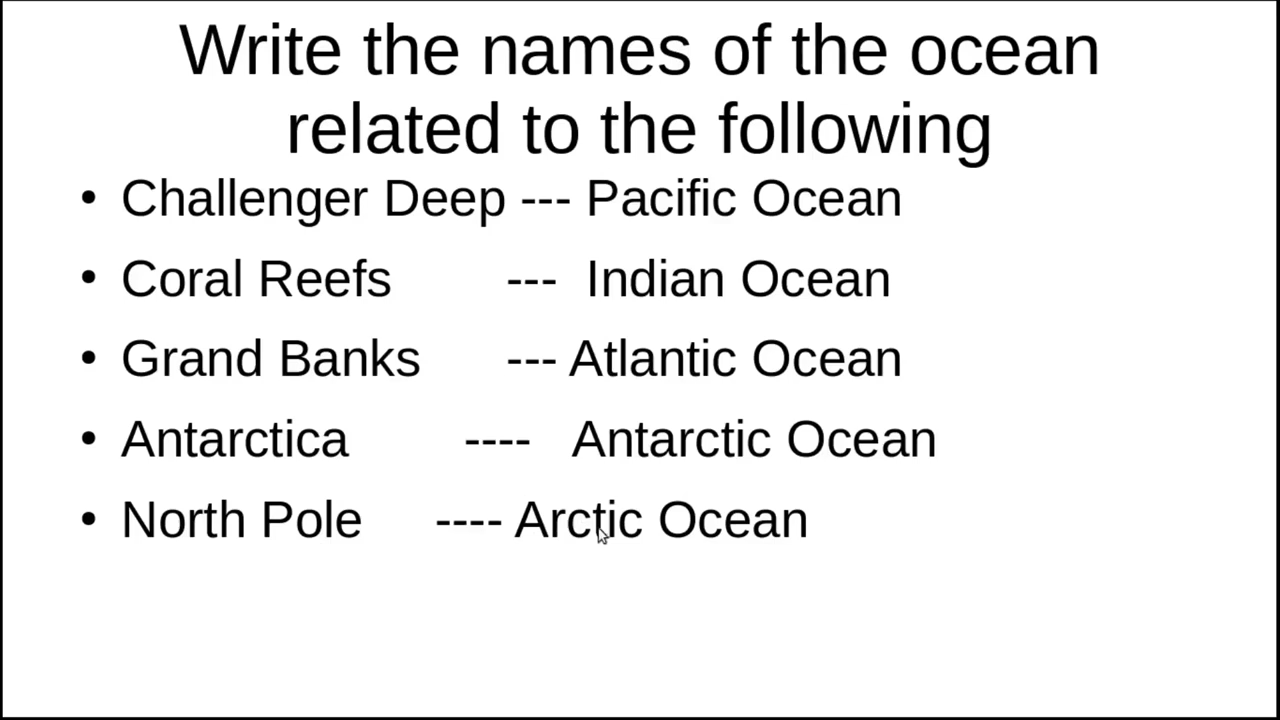 Write the names of the ocean
related to the following
• Challenger Deep --- Pacific Ocean
• Coral Reefs --- Indian Ocean
• Grand Banks --- Atlantic Ocean
• Antarctica ---- Antarctic Ocean
• North Pole ---- Arctic Ocean